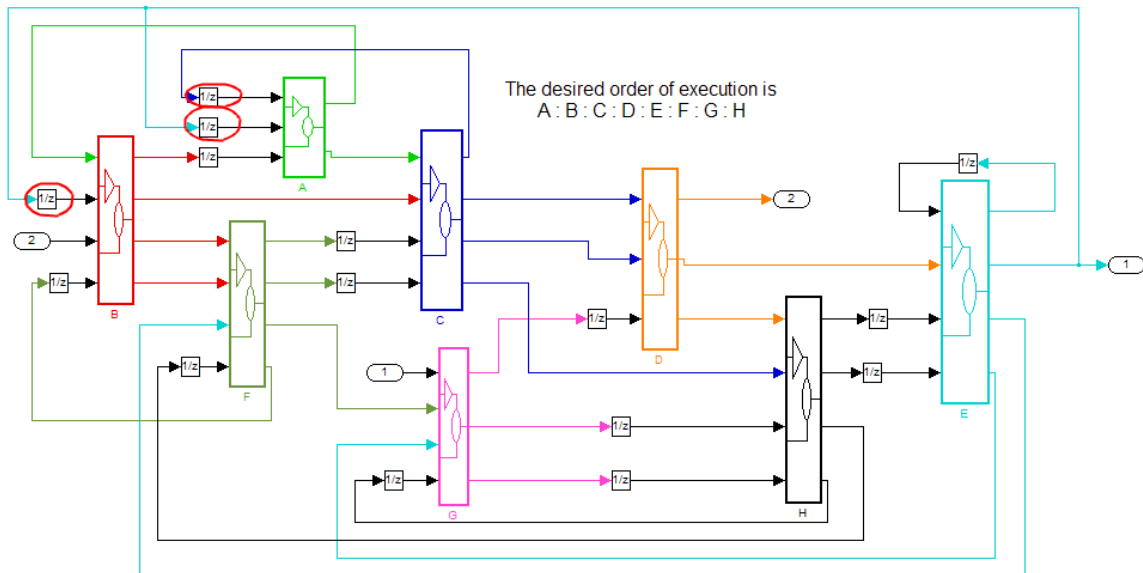 1/z
The desired order of execution is
A : B : C : D : E : F : G : H
1/z
1/z
1/z
A
1/z
2
2
1/z
1/z
1
1/z
1/z
B
C
1/z
1/z
D
1/z
1
1/z
F
E
1/z
1/z
1/z
G
H